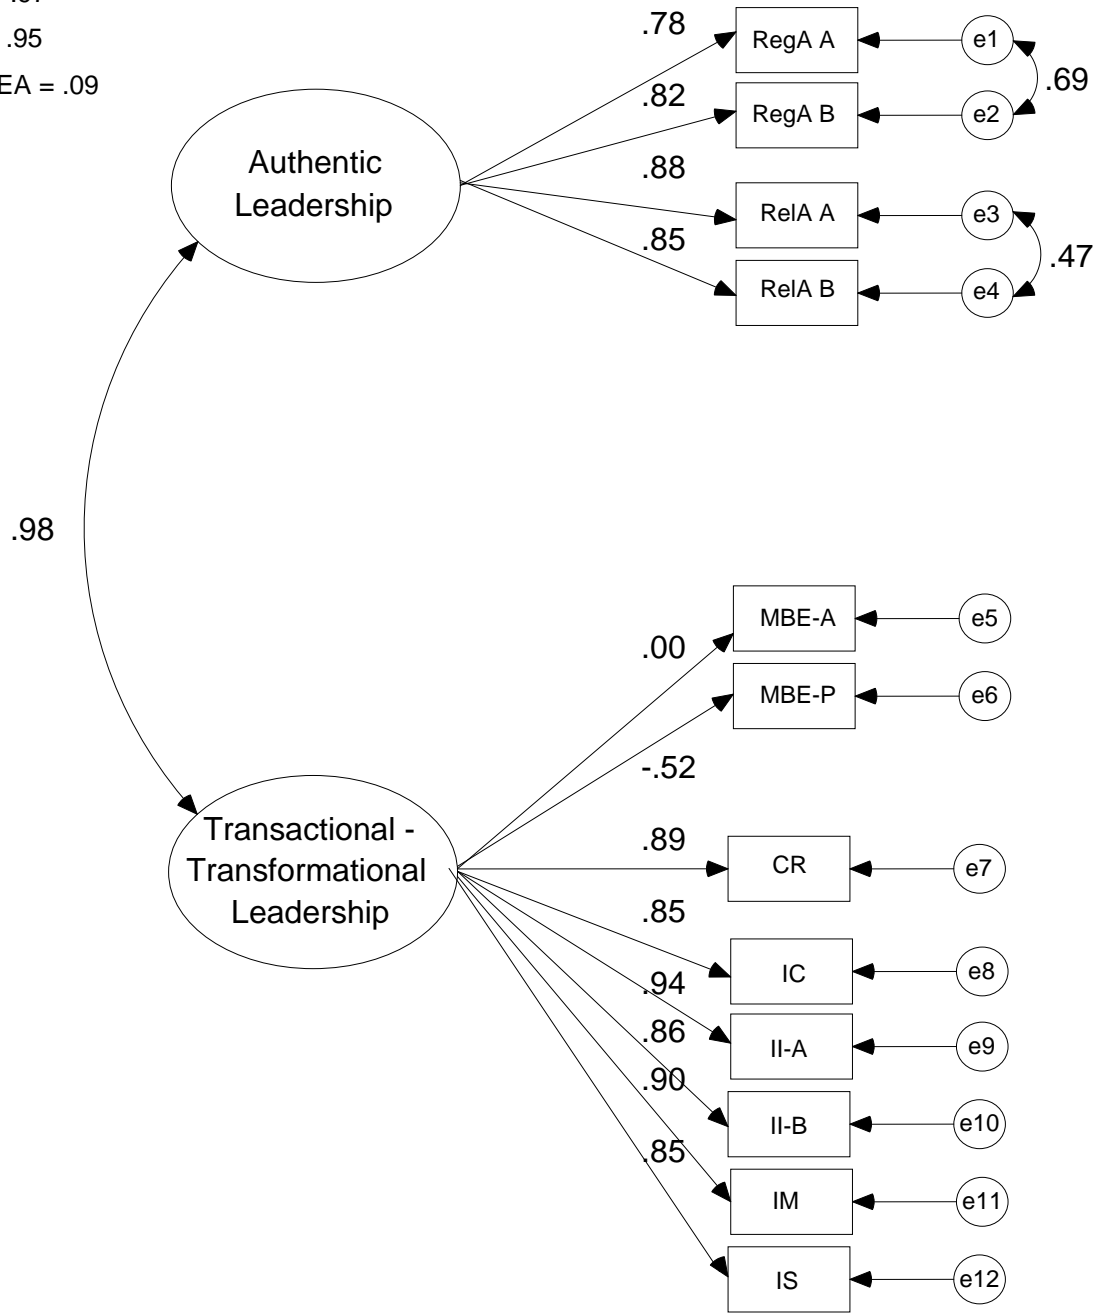 .95
EA = .09
.78
RegA A
e1
.69
.82
RegA B
e2
Authentic
Leadership
.88
RelA A
e3
.47
.85
RelA B
e4
.98
.00
MBE-A
e5
-.52
MBE-P
e6
Transactional -
Transformational
Leadership
.89
CR
e7
.85
IC
e8
.94
II-A
e9
.86
II-B
e10
.90
IM
e11
.85
IS
e12